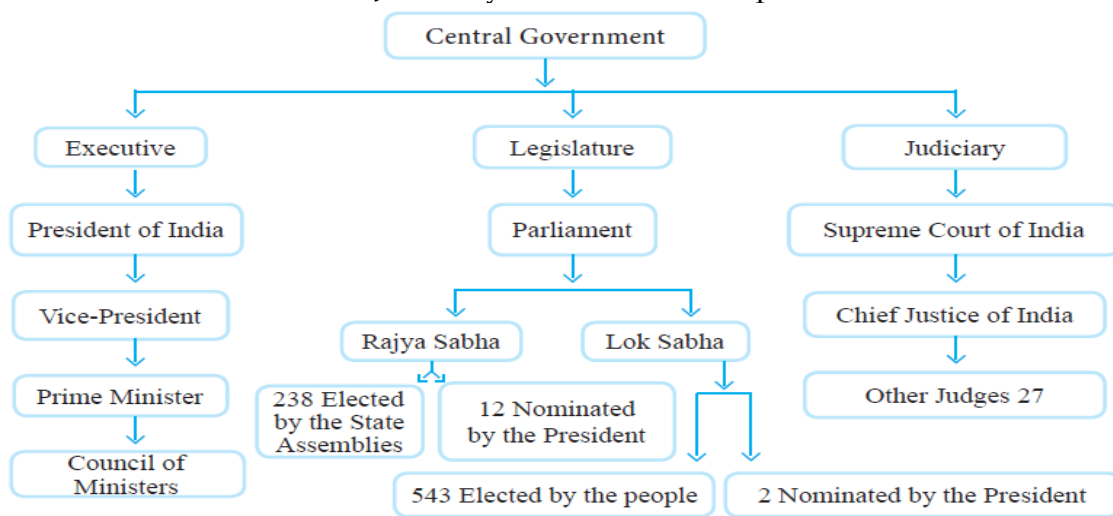 Central Government
Executive
Legislature
Judiciary
President of India
Parliament
Supreme Court of India
Vice-President
Rajya Sabha
Lok Sabha
Chief Justice of India
Prime Minister
238 Elected
by the State
Assemblies
12 Nominated
by the President
Other Judges 27
Council of
Ministers
543 Elected by the people
2 Nominated by the President